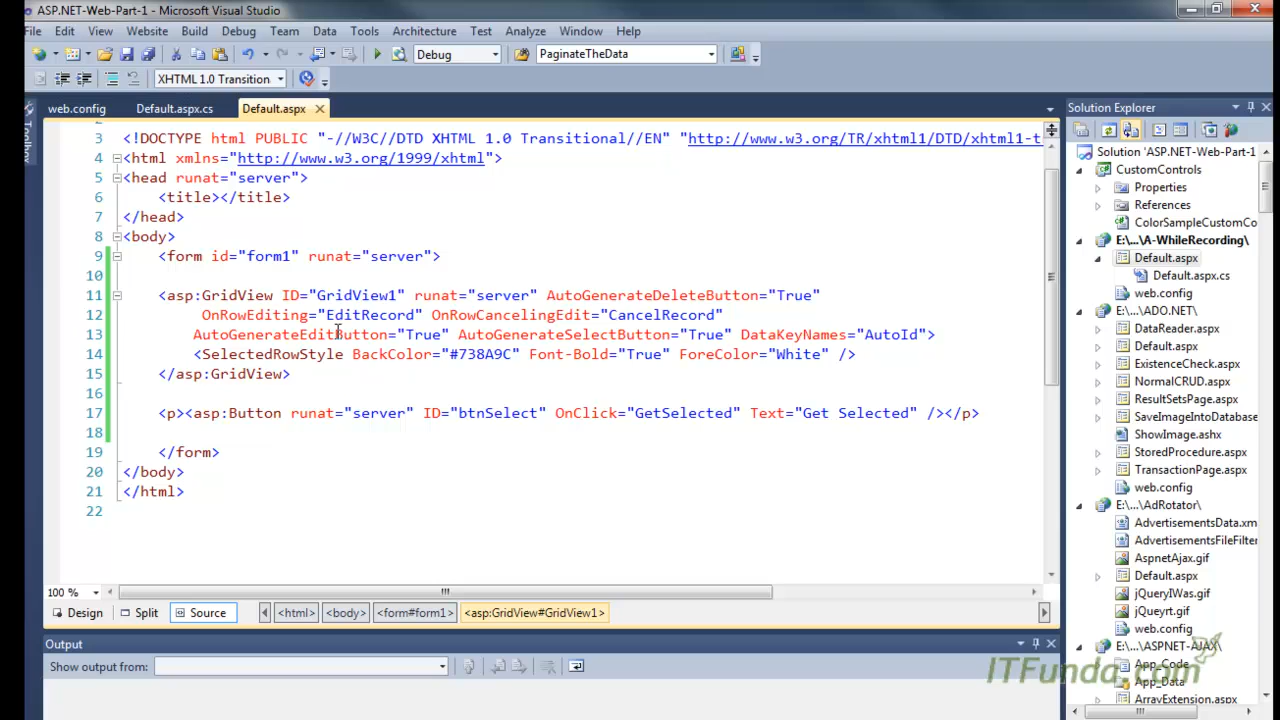 ASP.NET-Web-Part-1 - Microsoft Visual Studio
File Edit View Website Build Debug Team Data Tools Architecture Test Analyze Window Help
Debug PaginateTheData
XHTML 1.0 Transition
web.config Default.aspx.cs Default.aspx
Toolbox
2
3 <!DOCTYPE html PUBLIC "-//W3C//DTD XHTML 1.0 Transitional//EN" "http://www.w3.org/TR/xhtml1/DTD/xhtml1-t
4 <html xmlns="http://www.w3.org/1999/xhtml">
5 <head runat="server">
6 <title></title>
7 </head>
8 <body>
9 <form id="form1" runat="server">
10
11 <asp:GridView ID="GridView1" runat="server" AutoGenerateDeleteButton="True"
12 OnRowEditing="EditRecord" OnRowCancelingEdit="CancelRecord"
13 AutoGenerateEditButton="True" AutoGenerateSelectButton="True" DataKeyNames="AutoId">
14 <SelectedRowStyle BackColor="#738A9C" Font-Bold="True" ForeColor="White" />
15 </asp:GridView>
16
17 <p><asp:Button runat="server" ID="btnSelect" OnClick="GetSelected" Text="Get Selected" /></p>
18
19 </form>
20 </body>
21 </html>
22
100 %
Design Split Source <html> <body> <form#form1> <asp:GridView#GridView1>
Output
Show output from:
Solution Explorer
Solution 'ASP.NET-Web-Part-1
CustomControls
Properties
References
ColorSampleCustomCo
E:\...\A-WhileRecording\
Default.aspx
Default.aspx.cs
web.config
E:\...\ADO.NET\
DataReader.aspx
Default.aspx
ExistenceCheck.aspx
NormalCRUD.aspx
ResultSetsPage.aspx
SaveImageIntoDatabase
ShowImage.ashx
StoredProcedure.aspx
TransactionPage.aspx
web.config
E:\...\AdRotator\
AdvertisementsData.xm
AdvertisementsFileFilter
AspnetAjax.gif
Default.aspx
jQueryIWas.gif
jQueyrt.gif
web.config
E:\...\ASPNET-AJAX\
App_Code
App_Data
ArrayExtension.aspx
ITFunda.com